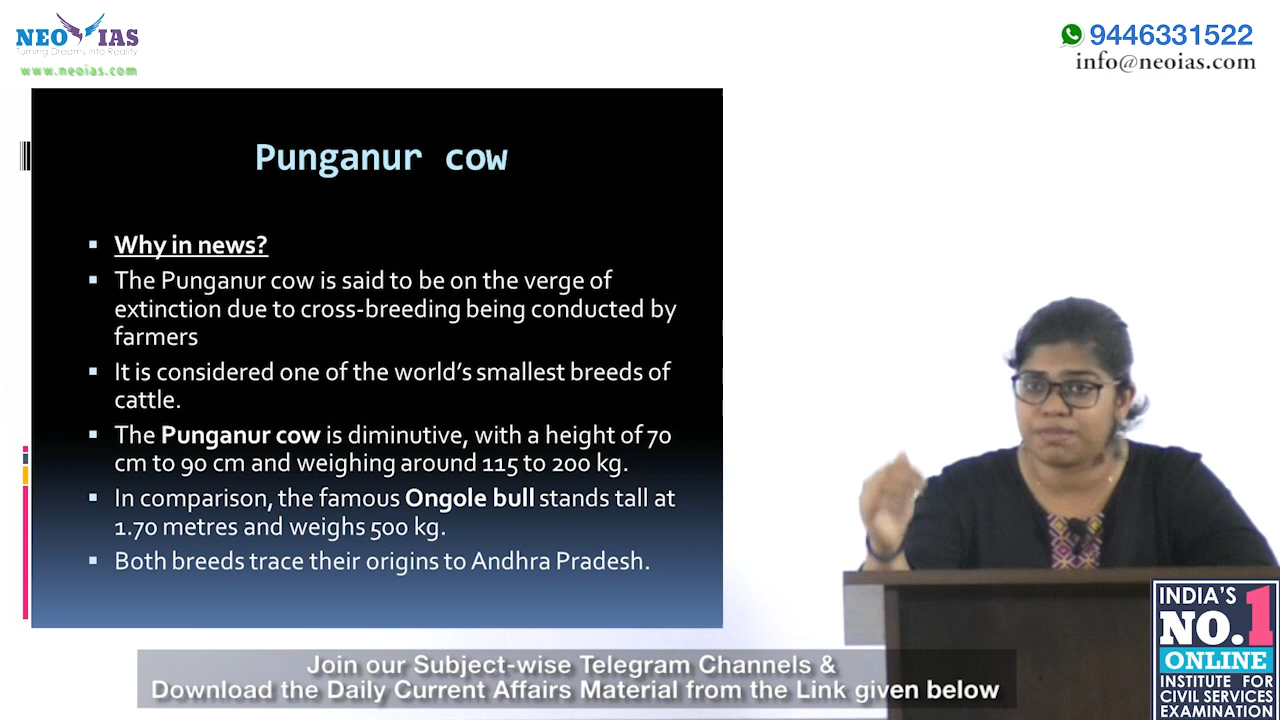 NEO IAS
Turning Dreams into Reality
www.neoias.com
9446331522
info@neoias.com
Punganur cow
Why in news?
The Punganur cow is said to be on the verge of
extinction due to cross-breeding being conducted by
farmers
It is considered one of the world's smallest breeds of
cattle.
The Punganur cow is diminutive, with a height of 70
cm to 90 cm and weighing around 115 to 200 kg.
In comparison, the famous Ongole bull stands tall at
1.70 metres and weighs 500 kg.
Both breeds trace their origins to Andhra Pradesh.
INDIA'S
NO.1
ONLINE
INSTITUTE FOR
CIVIL SERVICES
EXAMINATION
Join our Subject-wise Telegram Channels &
Download the Daily Current Affairs Material from the Link given below